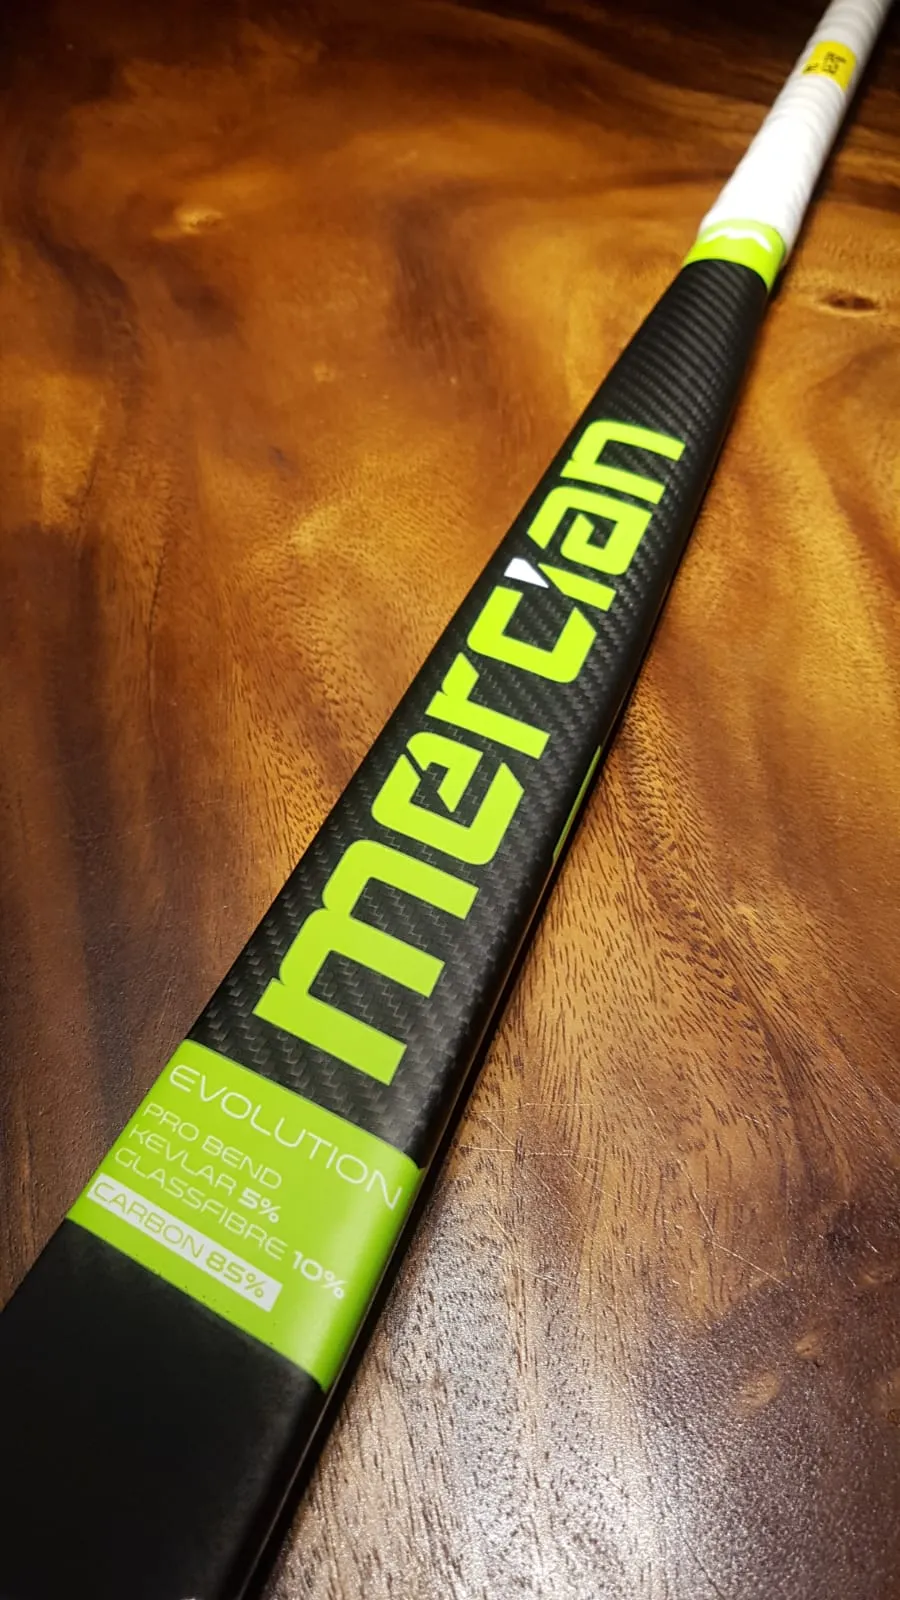 mercian
EVOLUTION
PRO BEND
KEVLAR 5%
GLASSFIBRE 10%
CARBON 85%